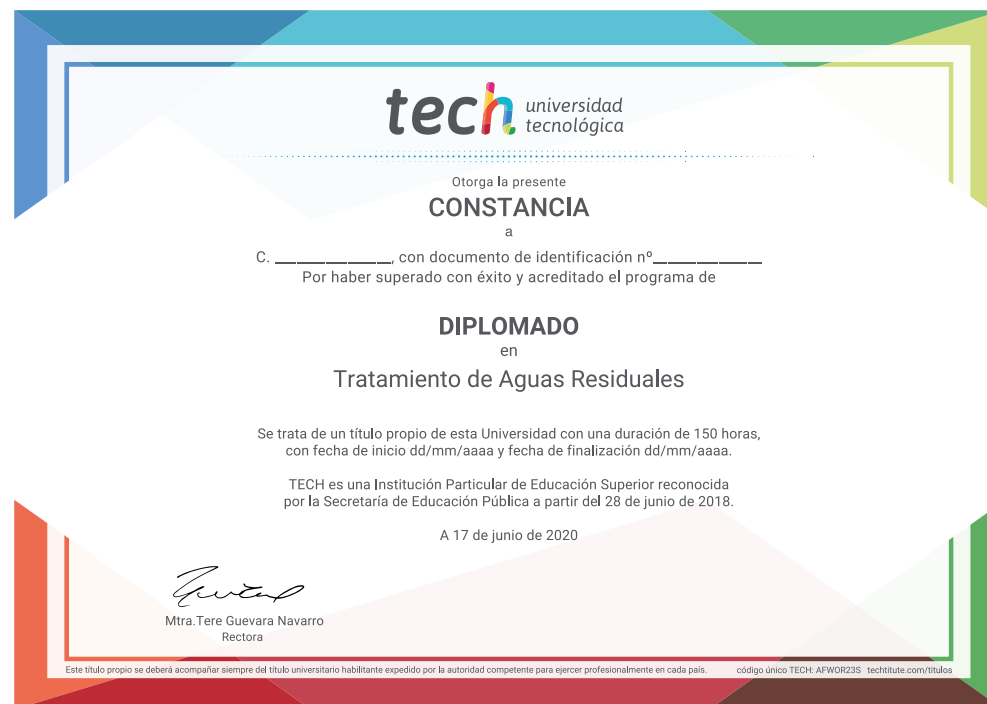 tech universidad
tecnológica
Otorga la presente
CONSTANCIA
a
C. ________________, con documento de identificación nº_______________
Por haber superado con éxito y acreditado el programa de
DIPLOMADO
en
Tratamiento de Aguas Residuales
Se trata de un título propio de esta Universidad con una duración de 150 horas,
con fecha de inicio dd/mm/aaaa y fecha de finalización dd/mm/aaaa.
TECH es una Institución Particular de Educación Superior reconocida
por la Secretaría de Educación Pública a partir del 28 de junio de 2018.
A 17 de junio de 2020
Mtra.Tere Guevara Navarro
Rectora
Este título propio se deberá acompañar siempre del título universitario habilitante expedido por la autoridad competente para ejercer profesionalmente en cada país. código único TECH: AFWOR23S techtitute.com/titulos